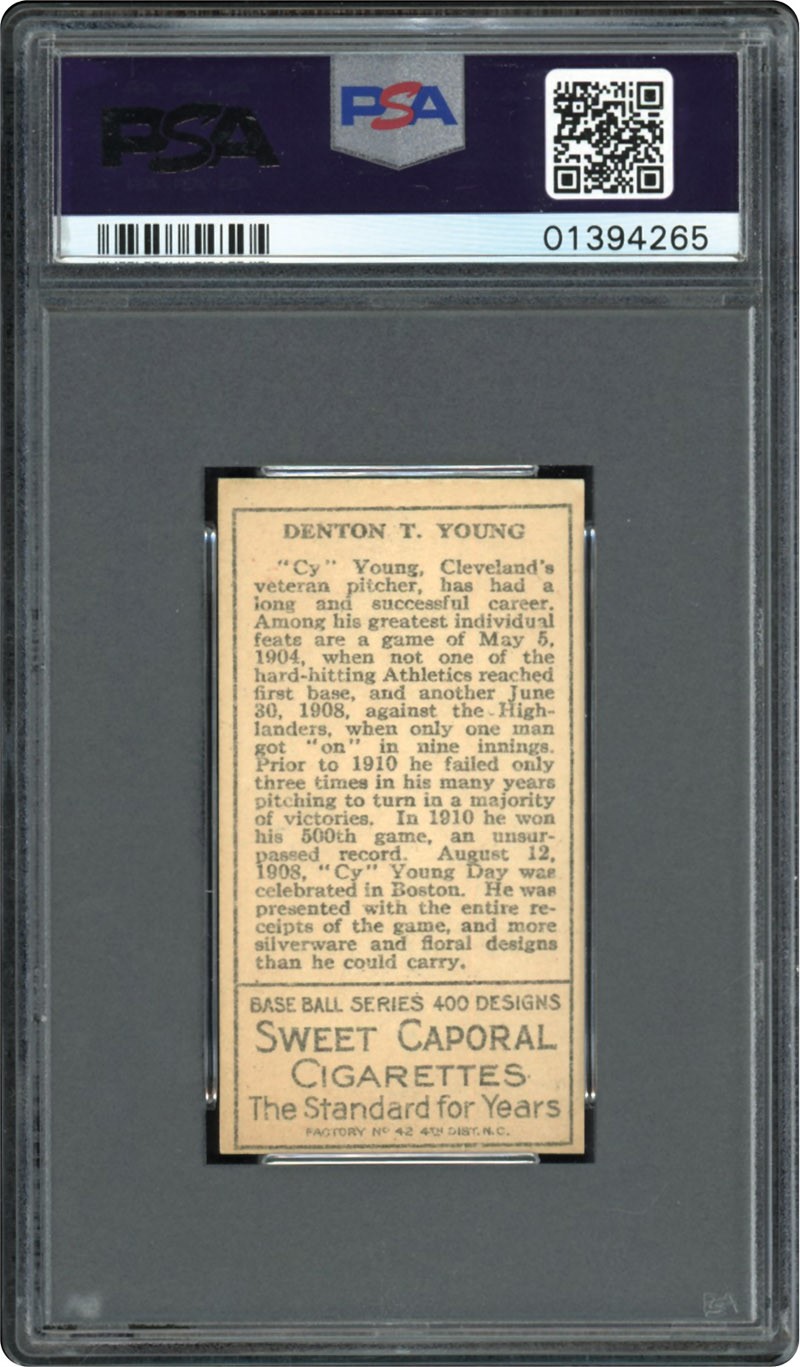 PSA
PSA
01394265
DENTON T. YOUNG
"Cy" Young, Cleveland's
veteran pitcher, has had a
long and successful career.
Among his greatest individual
feats are a game of May 5,
1904, when not one of the
hard-hitting Athletics reached
first base, and another June
30, 1908, against the High-
landers, when only one man
got "on" in nine innings.
Prior to 1910 he failed only
three times in his many years
pitching to turn in a majority
of victories. In 1910 he won
his 500th game, an unsur-
passed record. August 12,
1908, "Cy" Young Day was
celebrated in Boston. He was
presented with the entire re-
ceipts of the game, and more
silverware and floral designs
than he could carry.
BASE BALL SERIES 400 DESIGNS
SWEET CAPORAL
CIGARETTES
The Standard for Years
FACTORY No 42 4TH DIST. N.C.
PSA